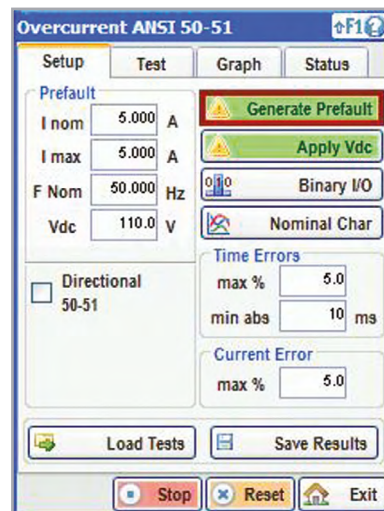 Overcurrent ANSI 50-51 F1
Setup Test Graph Status
Prefault
I nom 5.000 A
I max 5.000 A
F Nom 50.000 Hz
Vdc 110.0 V
Directional
50-51
Generate Prefault
Apply Vdc
Binary I/O
Nominal Char
Time Errors
max % 5.0
min abs 10 ms
Current Error
max % 5.0
Load Tests Save Results
Stop Reset Exit